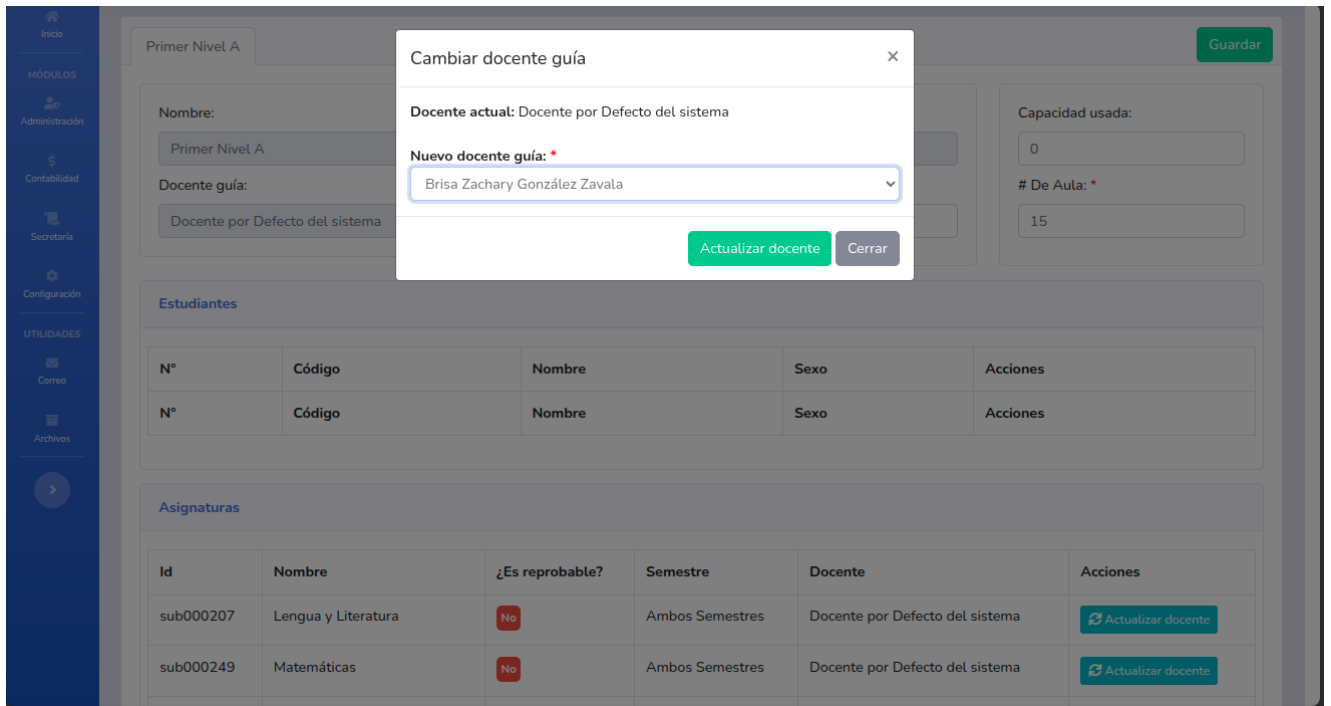 Inicio
MÓDULOS
Administración
Contabilidad
Secretaría
Configuración
UTILIDADES
Correo
Archivos
Primer Nivel A
Guardar
Cambiar docente guía ×
Docente actual: Docente por Defecto del sistema
Nuevo docente guía: *
Brisa Zachary González Zavala
Actualizar docente Cerrar
Nombre:
Primer Nivel A
Docente guía:
Docente por Defecto del sistema
Capacidad usada:
0
# De Aula: *
15
Estudiantes
N° Código Nombre Sexo Acciones
N° Código Nombre Sexo Acciones
Asignaturas
Id Nombre ¿Es reprobable? Semestre Docente Acciones
sub000207 Lengua y Literatura No Ambos Semestres Docente por Defecto del sistema Actualizar docente
sub000249 Matemáticas No Ambos Semestres Docente por Defecto del sistema Actualizar docente